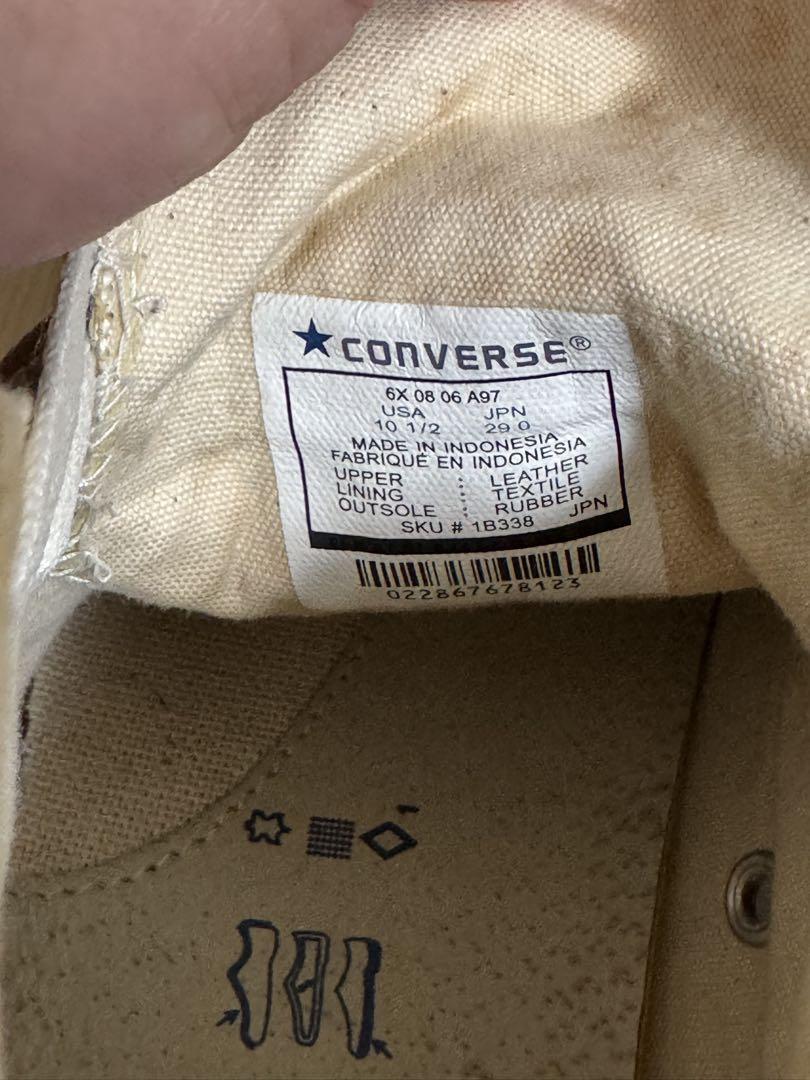 CONVERSE®
6X 08 06 A97
USA JPN
10 1/2 29 0
MADE IN INDONESIA
FABRIQUÉ EN INDONESIA
UPPER : LEATHER
LINING : TEXTILE
OUTSOLE : RUBBER
SKU # 1B338 JPN
022867678123